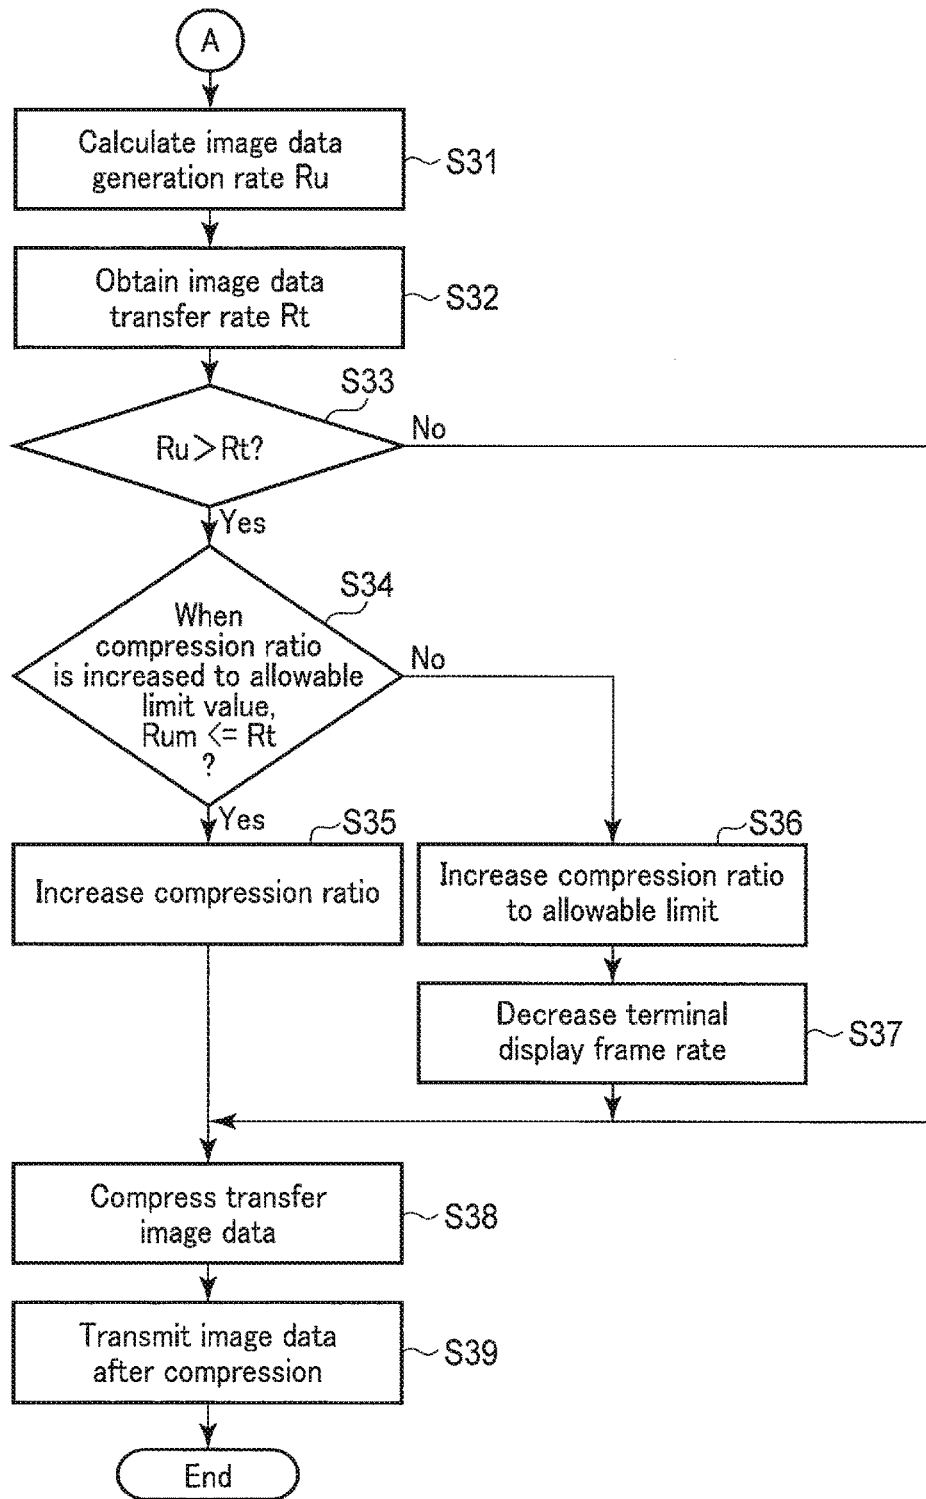 A
Calculate image data
generation rate Ru
S31
Obtain image data
transfer rate Rt
S32
S33
Ru>Rt?
No
Yes
S34
When
compression ratio
is increased to allowable
limit value,
Rum <= Rt
?
No
Yes
S35
Increase compression ratio
S36
Increase compression ratio
to allowable limit
Decrease terminal
display frame rate
S37
Compress transfer
image data
S38
Transmit image data
after compression
S39
End